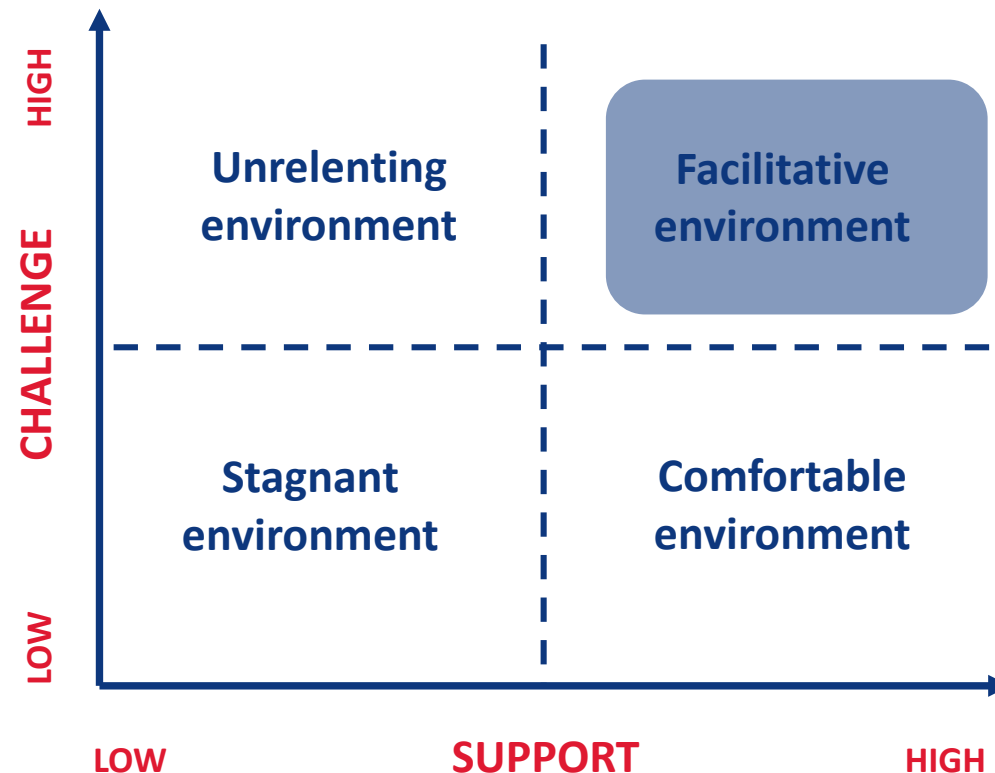 HIGH
Unrelenting
environment
Facilitative
environment
CHALLENGE
Stagnant
environment
Comfortable
environment
LOW
LOW
SUPPORT
HIGH